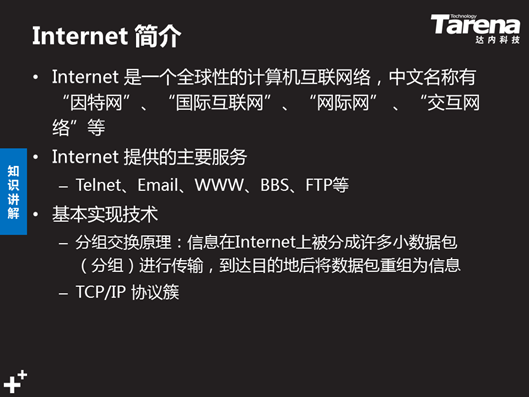 Internet 简介
Technology
Tarena
达内科技
• Internet 是一个全球性的计算机互联网络，中文名称有
“因特网”、“国际互联网”、“网际网”、“交互网
络”等
• Internet 提供的主要服务
– Telnet、Email、WWW、BBS、FTP等
知识讲解
• 基本实现技术
– 分组交换原理：信息在Internet上被分成许多小数据包
（分组）进行传输，到达目的地后将数据包重组为信息
– TCP/IP 协议簇